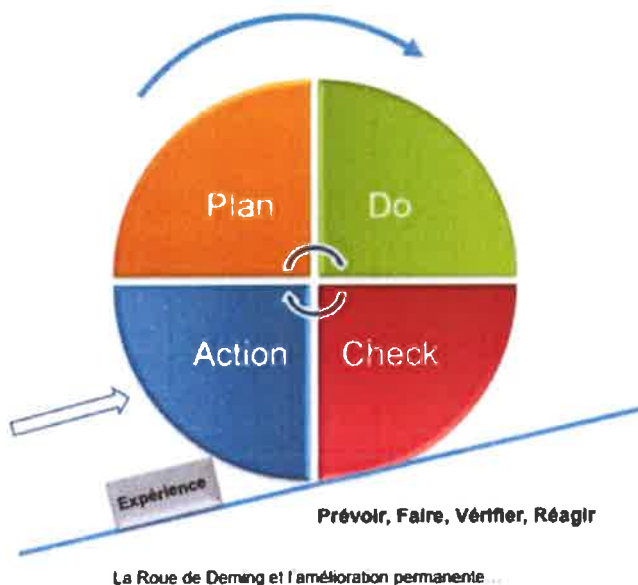 Plan
Do
Action
Check
Expérience
Prévoir, Faire, Vérifier, Réagir
La Roue de Deming et l'amélioration permanente...